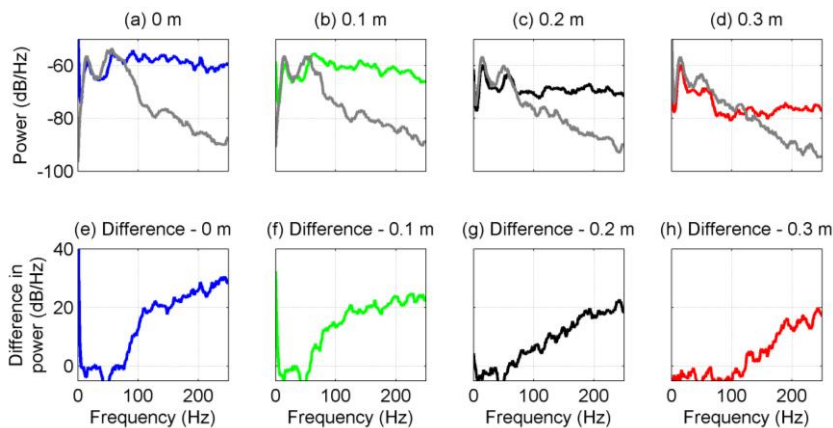 (a) 0 m (b) 0.1 m (c) 0.2 m (d) 0.3 m
Power (dB/Hz)
-60
-80
-100
(e) Difference - 0 m (f) Difference - 0.1 m (g) Difference - 0.2 m (h) Difference - 0.3 m
Difference in
power (dB/Hz)
40
20
0
0 100 200 0 100 200 0 100 200 0 100 200
Frequency (Hz) Frequency (Hz) Frequency (Hz) Frequency (Hz)